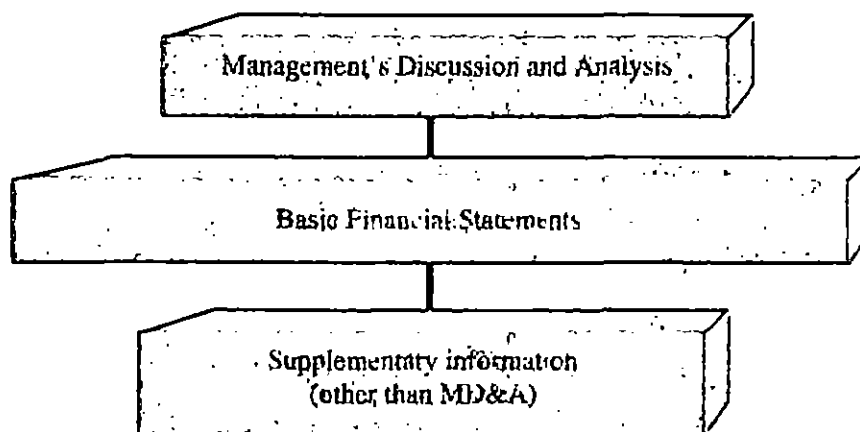 Management's Discussion and Analysis
Basic Financial Statements
Supplementary information
(other than MD&A)